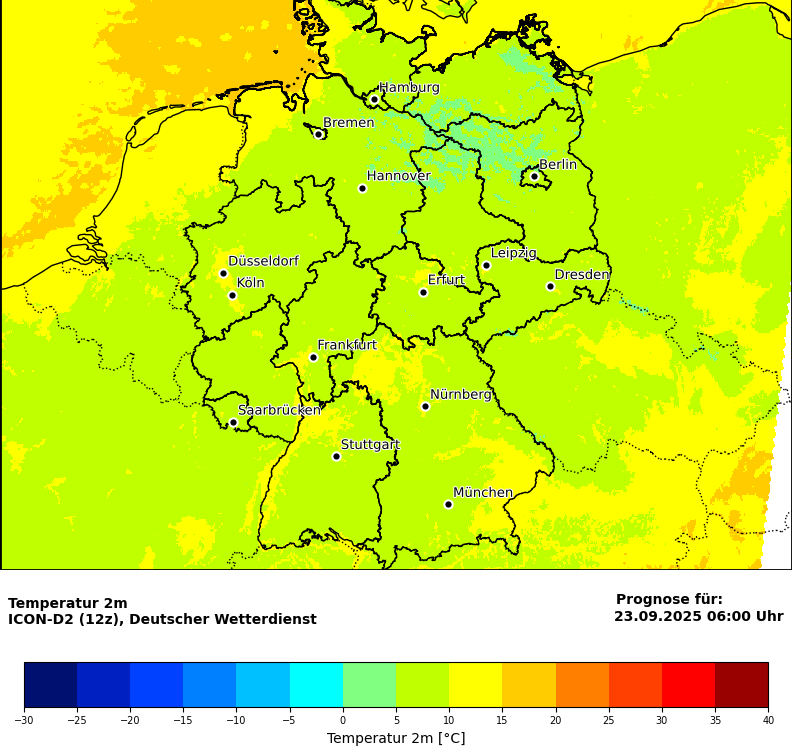 Hamburg
Bremen
Berlin
Hannover
Leipzig
Düsseldorf
Dresden
Köln
Erfurt
Frankfurt
Nürnberg
Saarbrücken
Stuttgart
München
Temperatur 2m
ICON-D2 (12z), Deutscher Wetterdienst
Prognose für:
23.09.2025 06:00 Uhr
−30 −25 −20 −15 −10 −5 0 5 10 15 20 25 30 35 40
Temperatur 2m [°C]